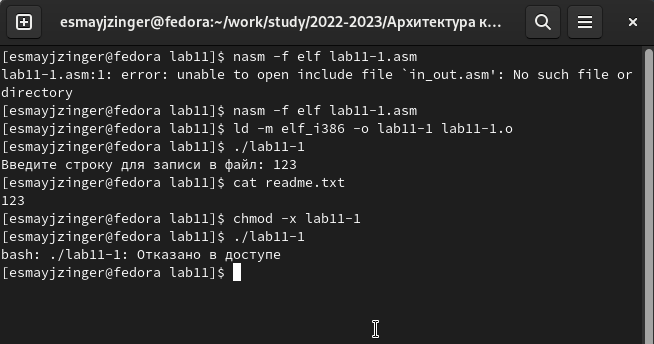 esmayjzinger@fedora:~/work/study/2022-2023/Архитектура к...
[esmayjzinger@fedora lab11]$ nasm -f elf lab11-1.asm
lab11-1.asm:1: error: unable to open include file `in_out.asm': No such file or
directory
[esmayjzinger@fedora lab11]$ nasm -f elf lab11-1.asm
[esmayjzinger@fedora lab11]$ ld -m elf_i386 -o lab11-1 lab11-1.o
[esmayjzinger@fedora lab11]$ ./lab11-1
Введите строку для записи в файл: 123
[esmayjzinger@fedora lab11]$ cat readme.txt
123
[esmayjzinger@fedora lab11]$ chmod -x lab11-1
[esmayjzinger@fedora lab11]$ ./lab11-1
bash: ./lab11-1: Отказано в доступе
[esmayjzinger@fedora lab11]$